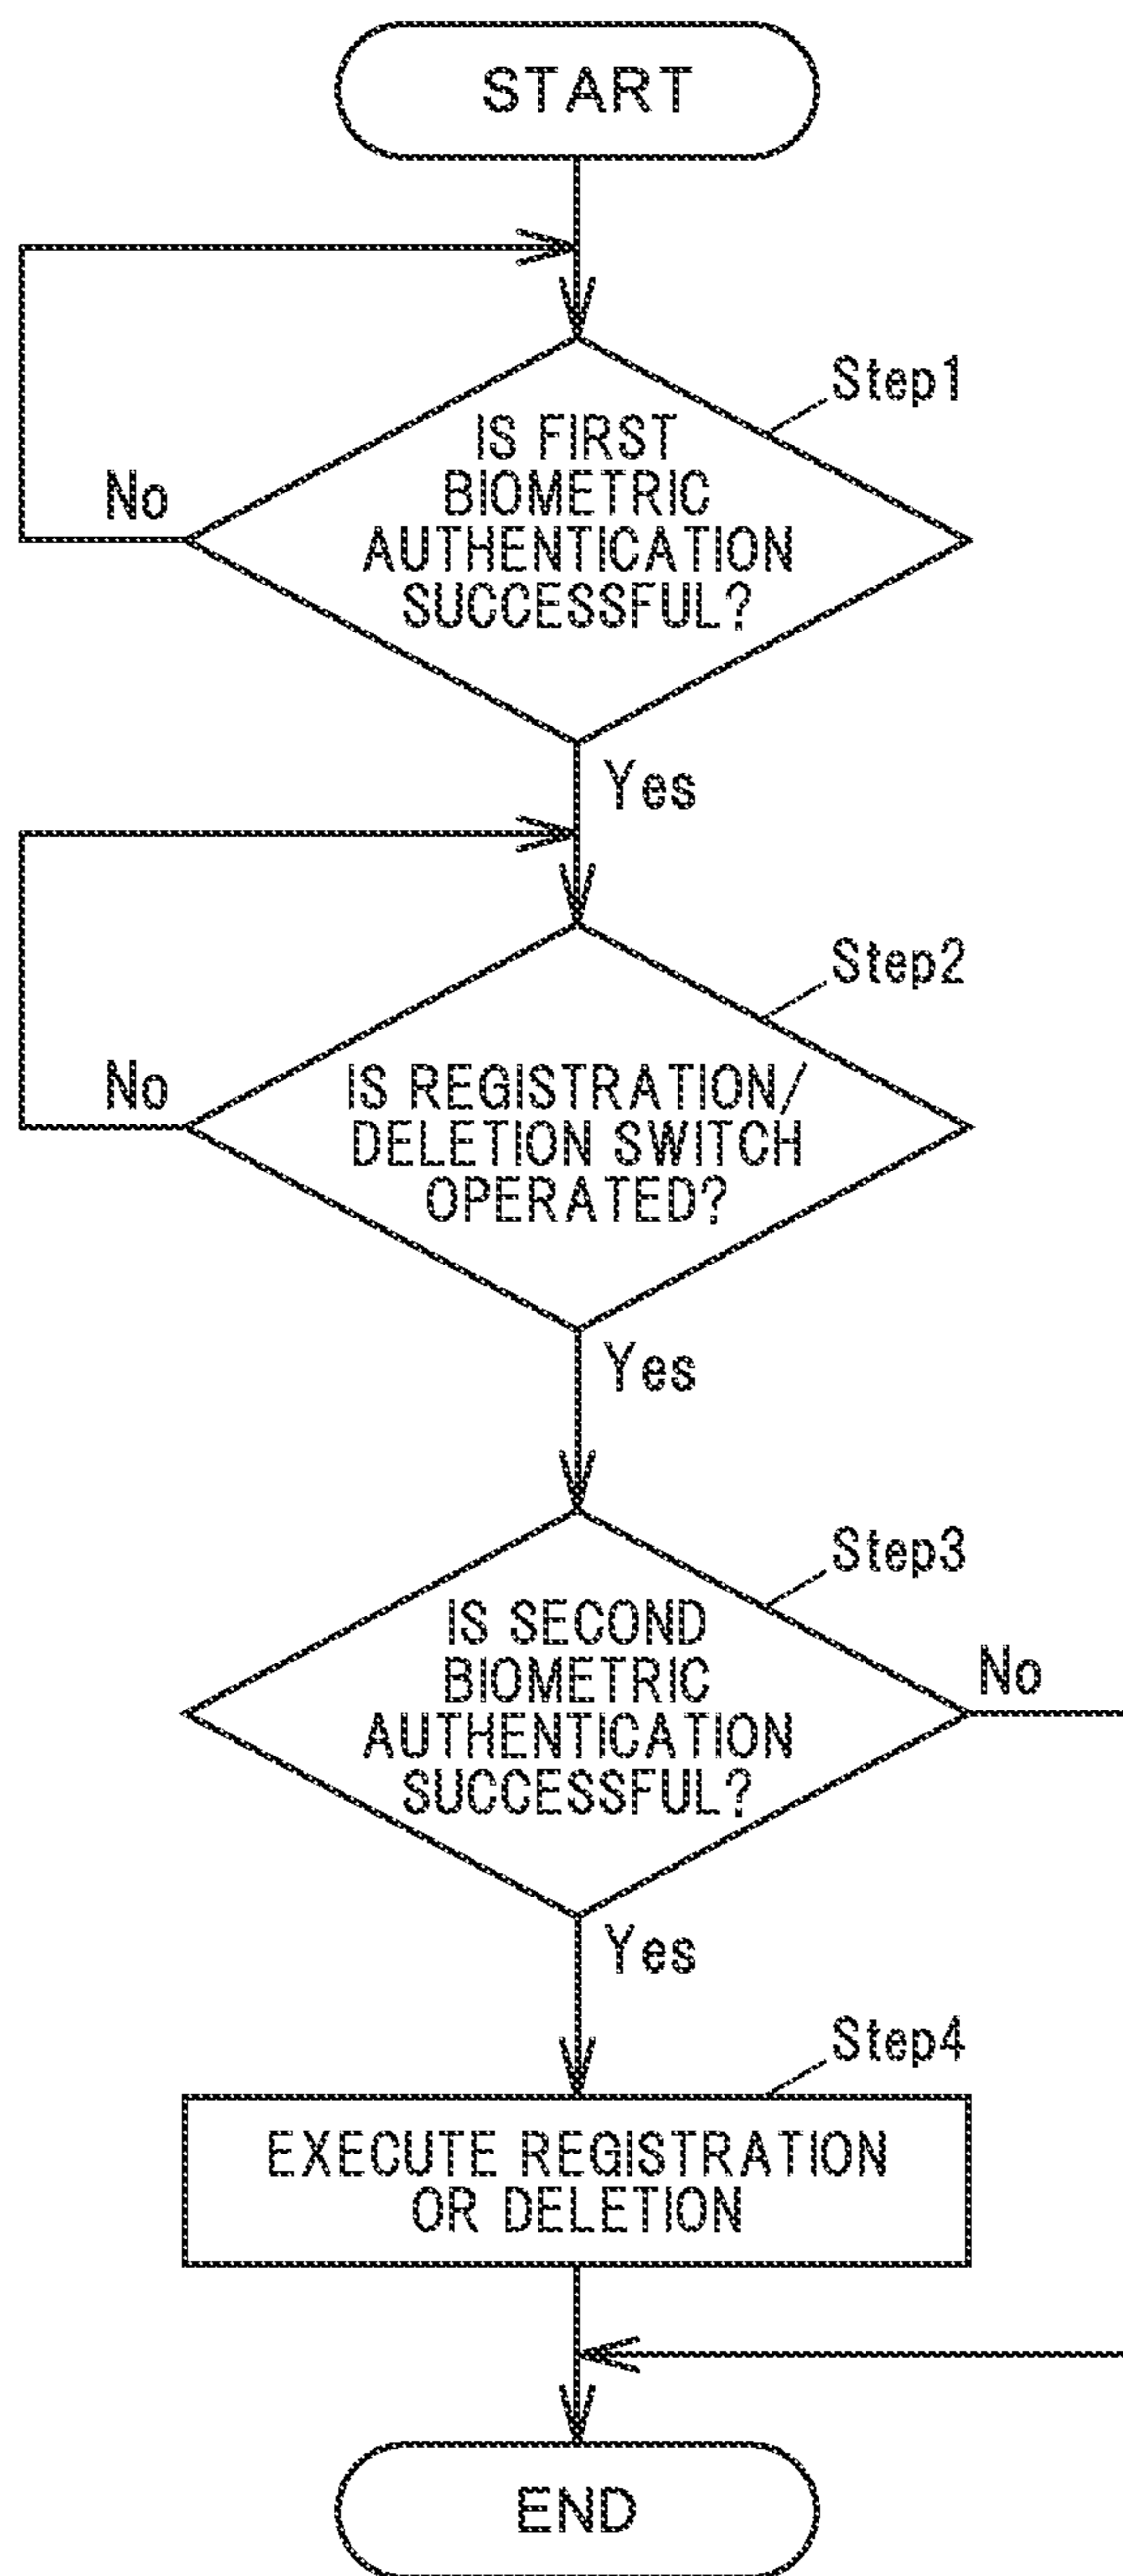 START
Step1
IS FIRST
BIOMETRIC
AUTHENTICATION
SUCCESSFUL?
No
Yes
Step2
IS REGISTRATION/
DELETION SWITCH
OPERATED?
No
Yes
Step3
IS SECOND
BIOMETRIC
AUTHENTICATION
SUCCESSFUL?
No
Yes
Step4
EXECUTE REGISTRATION
OR DELETION
END